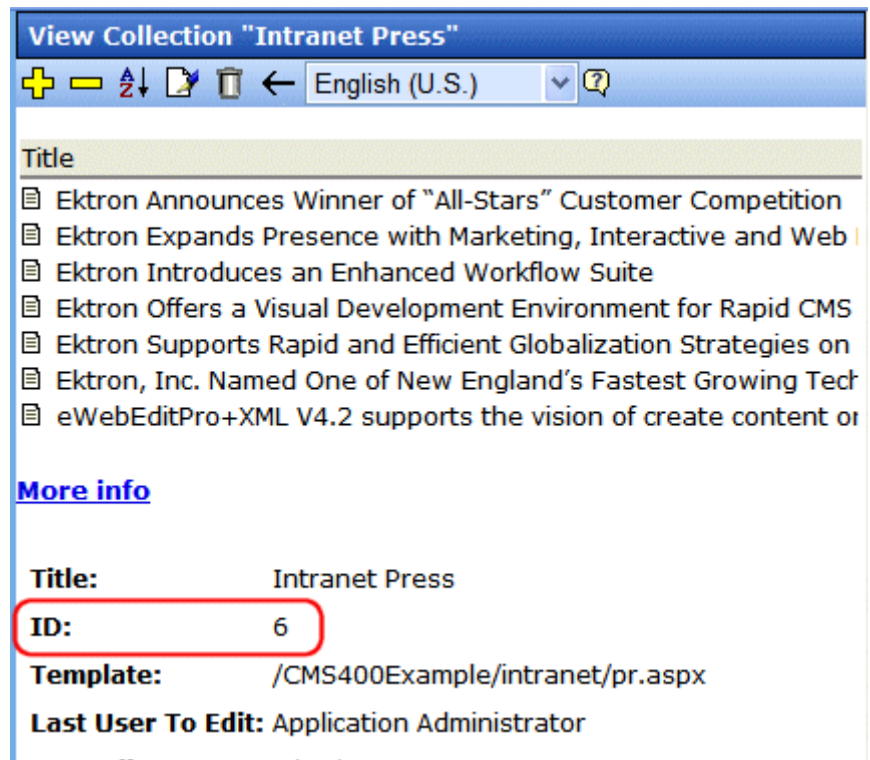 View Collection "Intranet Press"
English (U.S.)
Title
Ektron Announces Winner of “All-Stars” Customer Competition
Ektron Expands Presence with Marketing, Interactive and Web
Ektron Introduces an Enhanced Workflow Suite
Ektron Offers a Visual Development Environment for Rapid CMS
Ektron Supports Rapid and Efficient Globalization Strategies on
Ektron, Inc. Named One of New England’s Fastest Growing Tech
eWebEditPro+XML V4.2 supports the vision of create content
More info
Title: Intranet Press
ID: 6
Template: /CMS400Example/intranet/pr.aspx
Last User To Edit: Application Administrator